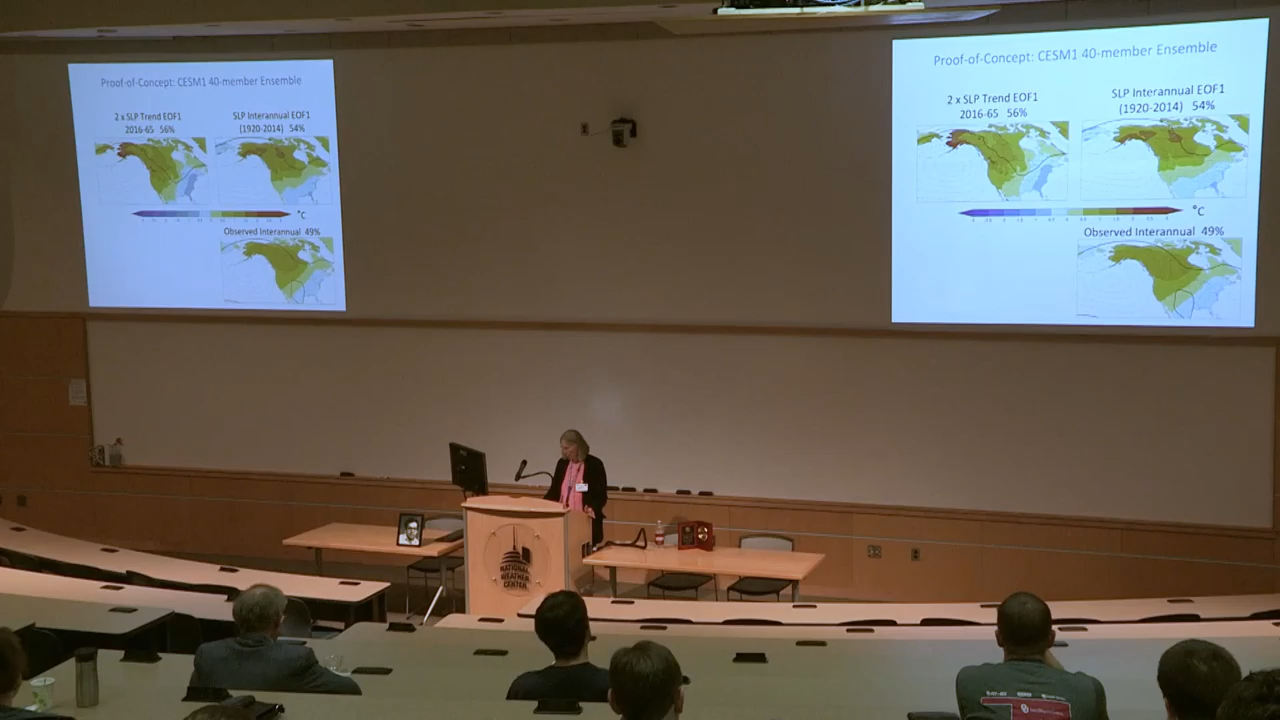 Proof-of-Concept: CESM1 40-member Ensemble
2 x SLP Trend EOF1
2016-65 56%
SLP Interannual EOF1
(1920-2014) 54%
°C
Observed Interannual 49%
Proof-of-Concept: CESM1 40-member Ensemble
2 x SLP Trend EOF1
2016-65 56%
SLP Interannual EOF1
(1920-2014) 54%
°C
Observed Interannual 49%
NATIONAL
WEATHER
CENTER